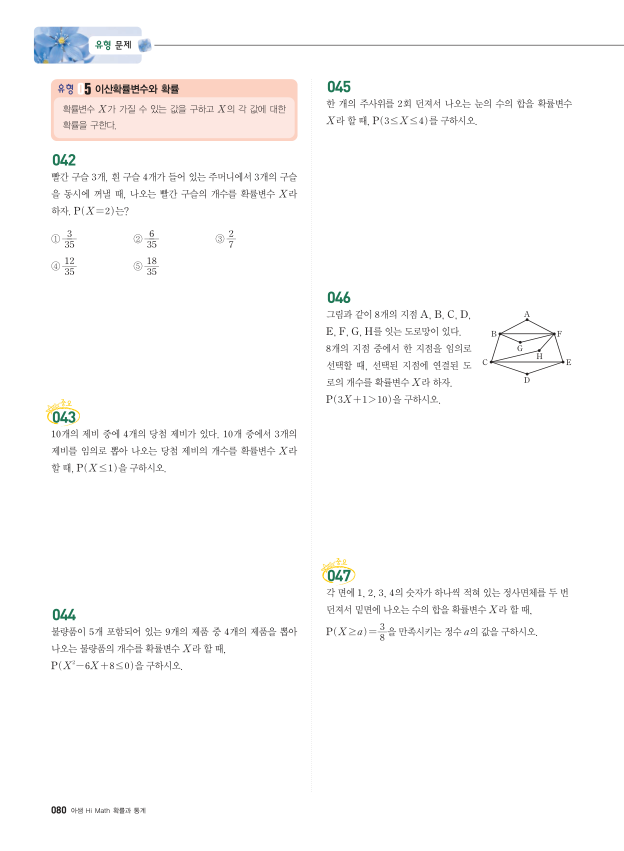 유형 문제
유형 05 이산확률변수와 확률
확률변수 X가 가질 수 있는 값을 구하고 X의 각 값에 대한
확률을 구한다.
042
빨간 구슬 3개, 흰 구슬 4개가 들어 있는 주머니에서 3개의 구슬
을 동시에 꺼낼 때, 나오는 빨간 구슬의 개수를 확률변수 X라
하자. P(X=2)는?
① 3/35 ② 6/35 ③ 2/7
④ 12/35 ⑤ 18/35
043
10개의 제비 중에 4개의 당첨 제비가 있다. 10개 중에서 3개의
제비를 임의로 뽑아 나오는 당첨 제비의 개수를 확률변수 X라
할 때, P(X≤1)을 구하시오.
044
불량품이 5개 포함되어 있는 9개의 제품 중 4개의 제품을 뽑아
나오는 불량품의 개수를 확률변수 X라 할 때,
P(X²-6X+8≤0)을 구하시오.
045
한 개의 주사위를 2회 던져서 나오는 눈의 수의 합을 확률변수
X라 할 때, P(3≤X≤4)를 구하시오.
046
그림과 같이 8개의 지점 A, B, C, D,
E, F, G, H를 잇는 도로망이 있다.
8개의 지점 중에서 한 지점을 임의로
선택할 때, 선택된 지점에 연결된 도
로의 개수를 확률변수 X라 하자.
P(3X+1>10)을 구하시오.
A
B
F
G
H
C
E
D
047
각 면에 1, 2, 3, 4의 숫자가 하나씩 적혀 있는 정사면체를 두 번
던져서 밑면에 나오는 수의 합을 확률변수 X라 할 때,
P(X≥a)=3/8을 만족시키는 정수 a의 값을 구하시오.
080 아샘 Hi Math 확률과 통계